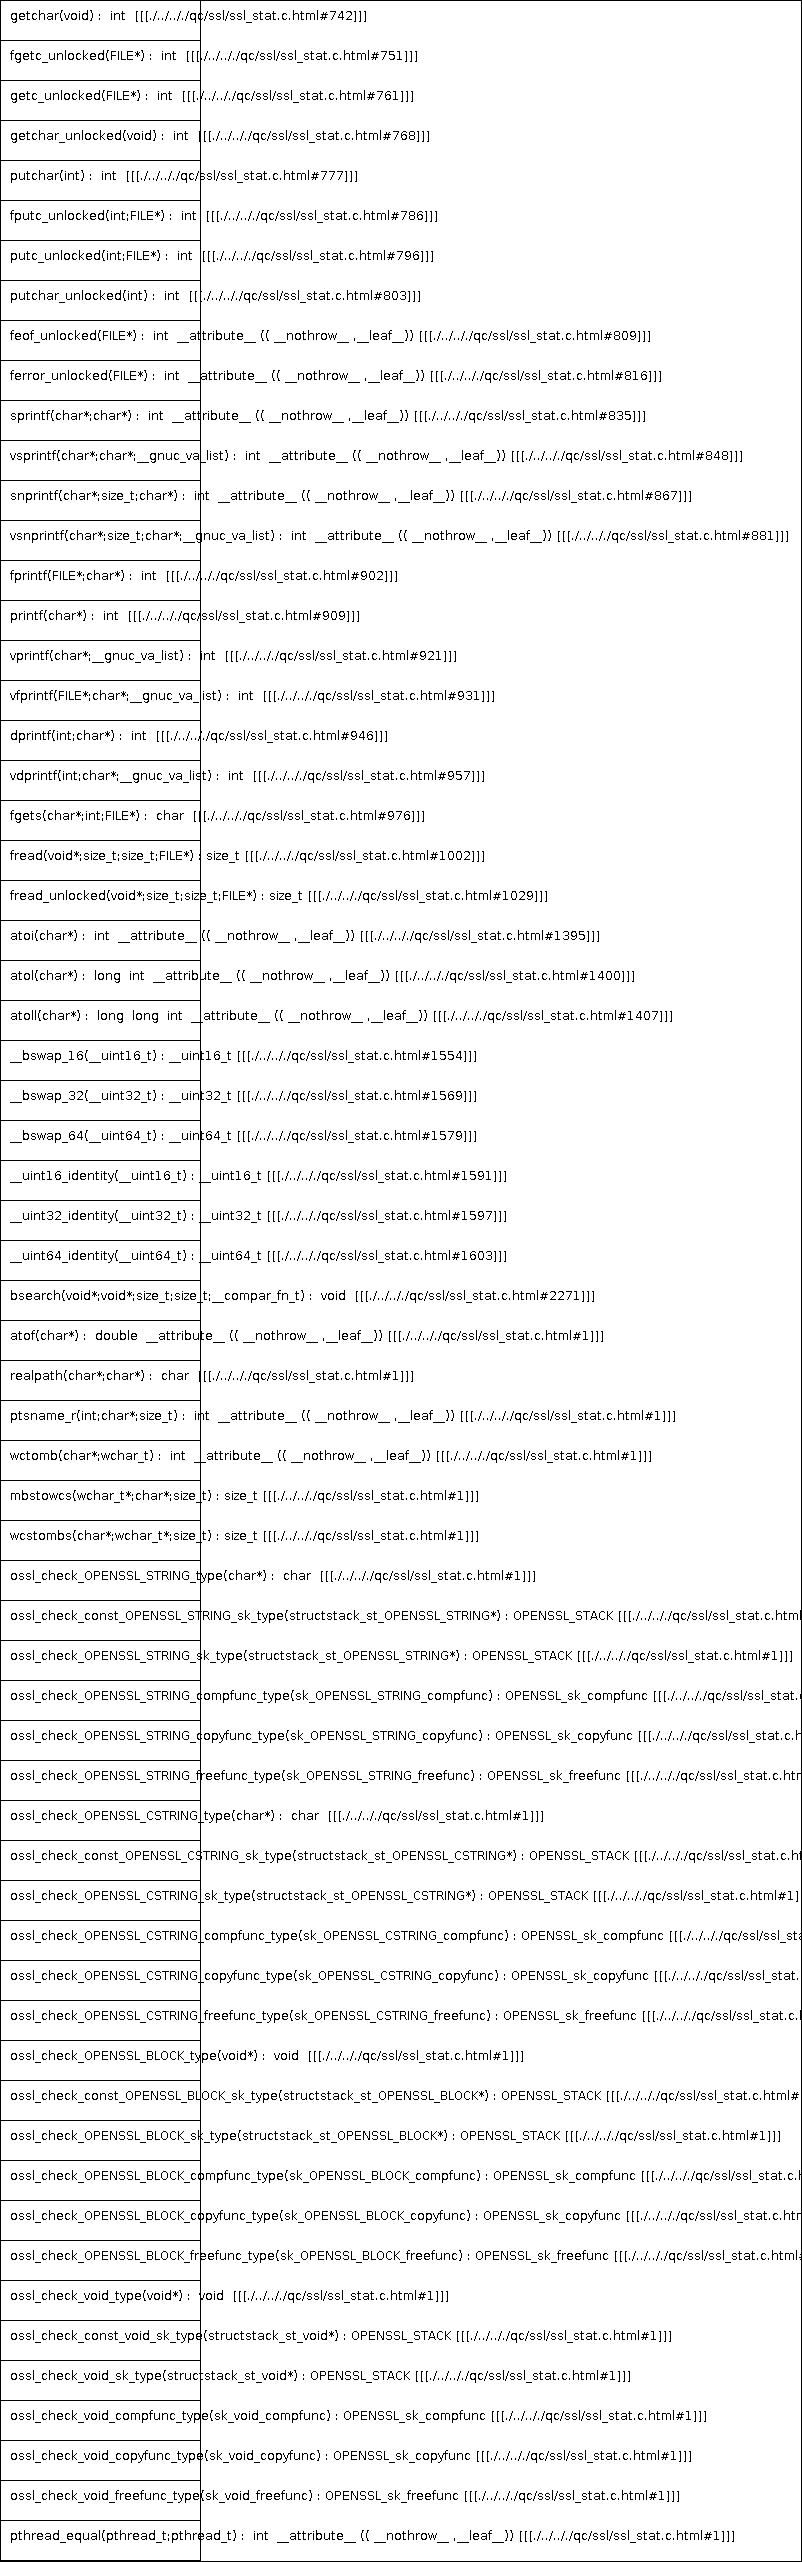 getchar(void) :  int  [[[./../../../qc/ssl/ssl_stat.c.html#742]]]
fgetc_unlocked(FILE*) :  int  [[[./../../../qc/ssl/ssl_stat.c.html#751]]]
getc_unlocked(FILE*) :  int  [[[./../../../qc/ssl/ssl_stat.c.html#761]]]
getchar_unlocked(void) :  int  [[[./../../../qc/ssl/ssl_stat.c.html#768]]]
putchar(int) :  int  [[[./../../../qc/ssl/ssl_stat.c.html#777]]]
fputc_unlocked(int;FILE*) :  int  [[[./../../../qc/ssl/ssl_stat.c.html#786]]]
putc_unlocked(int;FILE*) :  int  [[[./../../../qc/ssl/ssl_stat.c.html#796]]]
putchar_unlocked(int) :  int  [[[./../../../qc/ssl/ssl_stat.c.html#803]]]
feof_unlocked(FILE*) :  int  __attribute__ (( __nothrow__ ,__leaf__)) [[[./../../../qc/ssl/ssl_stat.c.html#809]]]
ferror_unlocked(FILE*) :  int  __attribute__ (( __nothrow__ ,__leaf__)) [[[./../../../qc/ssl/ssl_stat.c.html#816]]]
sprintf(char*;char*) :  int  __attribute__ (( __nothrow__ ,__leaf__)) [[[./../../../qc/ssl/ssl_stat.c.html#835]]]
vsprintf(char*;char*;__gnuc_va_list) :  int  __attribute__ (( __nothrow__ ,__leaf__)) [[[./../../../qc/ssl/ssl_stat.c.html#848]]]
snprintf(char*;size_t;char*) :  int  __attribute__ (( __nothrow__ ,__leaf__)) [[[./../../../qc/ssl/ssl_stat.c.html#867]]]
vsnprintf(char*;size_t;char*;__gnuc_va_list) :  int  __attribute__ (( __nothrow__ ,__leaf__)) [[[./../../../qc/ssl/ssl_stat.c.html#881]]]
fprintf(FILE*;char*) :  int  [[[./../../../qc/ssl/ssl_stat.c.html#902]]]
printf(char*) :  int  [[[./../../../qc/ssl/ssl_stat.c.html#909]]]
vprintf(char*;__gnuc_va_list) :  int  [[[./../../../qc/ssl/ssl_stat.c.html#921]]]
vfprintf(FILE*;char*;__gnuc_va_list) :  int  [[[./../../../qc/ssl/ssl_stat.c.html#931]]]
dprintf(int;char*) :  int  [[[./../../../qc/ssl/ssl_stat.c.html#946]]]
vdprintf(int;char*;__gnuc_va_list) :  int  [[[./../../../qc/ssl/ssl_stat.c.html#957]]]
fgets(char*;int;FILE*) :  char  [[[./../../../qc/ssl/ssl_stat.c.html#976]]]
fread(void*;size_t;size_t;FILE*) : size_t [[[./../../../qc/ssl/ssl_stat.c.html#1002]]]
fread_unlocked(void*;size_t;size_t;FILE*) : size_t [[[./../../../qc/ssl/ssl_stat.c.html#1029]]]
atoi(char*) :  int  __attribute__ (( __nothrow__ ,__leaf__)) [[[./../../../qc/ssl/ssl_stat.c.html#1395]]]
atol(char*) :  long  int  __attribute__ (( __nothrow__ ,__leaf__)) [[[./../../../qc/ssl/ssl_stat.c.html#1400]]]
atoll(char*) :  long  long  int  __attribute__ (( __nothrow__ ,__leaf__)) [[[./../../../qc/ssl/ssl_stat.c.html#1407]]]
__bswap_16(__uint16_t) : __uint16_t [[[./../../../qc/ssl/ssl_stat.c.html#1554]]]
__bswap_32(__uint32_t) : __uint32_t [[[./../../../qc/ssl/ssl_stat.c.html#1569]]]
__bswap_64(__uint64_t) : __uint64_t [[[./../../../qc/ssl/ssl_stat.c.html#1579]]]
__uint16_identity(__uint16_t) : __uint16_t [[[./../../../qc/ssl/ssl_stat.c.html#1591]]]
__uint32_identity(__uint32_t) : __uint32_t [[[./../../../qc/ssl/ssl_stat.c.html#1597]]]
__uint64_identity(__uint64_t) : __uint64_t [[[./../../../qc/ssl/ssl_stat.c.html#1603]]]
bsearch(void*;void*;size_t;size_t;__compar_fn_t) :  void  [[[./../../../qc/ssl/ssl_stat.c.html#2271]]]
atof(char*) :  double  __attribute__ (( __nothrow__ ,__leaf__)) [[[./../../../qc/ssl/ssl_stat.c.html#1]]]
realpath(char*;char*) :  char  [[[./../../../qc/ssl/ssl_stat.c.html#1]]]
ptsname_r(int;char*;size_t) :  int  __attribute__ (( __nothrow__ ,__leaf__)) [[[./../../../qc/ssl/ssl_stat.c.html#1]]]
wctomb(char*;wchar_t) :  int  __attribute__ (( __nothrow__ ,__leaf__)) [[[./../../../qc/ssl/ssl_stat.c.html#1]]]
mbstowcs(wchar_t*;char*;size_t) : size_t [[[./../../../qc/ssl/ssl_stat.c.html#1]]]
wcstombs(char*;wchar_t*;size_t) : size_t [[[./../../../qc/ssl/ssl_stat.c.html#1]]]
ossl_check_OPENSSL_STRING_type(char*) :  char  [[[./../../../qc/ssl/ssl_stat.c.html#1]]]
ossl_check_const_OPENSSL_STRING_sk_type(structstack_st_OPENSSL_STRING*) : OPENSSL_STACK [[[./../../../qc/ssl/ssl_stat.c.html
ossl_check_OPENSSL_STRING_sk_type(structstack_st_OPENSSL_STRING*) : OPENSSL_STACK [[[./../../../qc/ssl/ssl_stat.c.html#1]]]
ossl_check_OPENSSL_STRING_compfunc_type(sk_OPENSSL_STRING_compfunc) : OPENSSL_sk_compfunc [[[./../../../qc/ssl/ssl_stat.
ossl_check_OPENSSL_STRING_copyfunc_type(sk_OPENSSL_STRING_copyfunc) : OPENSSL_sk_copyfunc [[[./../../../qc/ssl/ssl_stat.c.h
ossl_check_OPENSSL_STRING_freefunc_type(sk_OPENSSL_STRING_freefunc) : OPENSSL_sk_freefunc [[[./../../../qc/ssl/ssl_stat.c.htm
ossl_check_OPENSSL_CSTRING_type(char*) :  char  [[[./../../../qc/ssl/ssl_stat.c.html#1]]]
ossl_check_const_OPENSSL_CSTRING_sk_type(structstack_st_OPENSSL_CSTRING*) : OPENSSL_STACK [[[./../../../qc/ssl/ssl_stat.c.ht
ossl_check_OPENSSL_CSTRING_sk_type(structstack_st_OPENSSL_CSTRING*) : OPENSSL_STACK [[[./../../../qc/ssl/ssl_stat.c.html#1]
ossl_check_OPENSSL_CSTRING_compfunc_type(sk_OPENSSL_CSTRING_compfunc) : OPENSSL_sk_compfunc [[[./../../../qc/ssl/ssl_sta
ossl_check_OPENSSL_CSTRING_copyfunc_type(sk_OPENSSL_CSTRING_copyfunc) : OPENSSL_sk_copyfunc [[[./../../../qc/ssl/ssl_stat.
ossl_check_OPENSSL_CSTRING_freefunc_type(sk_OPENSSL_CSTRING_freefunc) : OPENSSL_sk_freefunc [[[./../../../qc/ssl/ssl_stat.c.h
ossl_check_OPENSSL_BLOCK_type(void*) :  void  [[[./../../../qc/ssl/ssl_stat.c.html#1]]]
ossl_check_const_OPENSSL_BLOCK_sk_type(structstack_st_OPENSSL_BLOCK*) : OPENSSL_STACK [[[./../../../qc/ssl/ssl_stat.c.html#
ossl_check_OPENSSL_BLOCK_sk_type(structstack_st_OPENSSL_BLOCK*) : OPENSSL_STACK [[[./../../../qc/ssl/ssl_stat.c.html#1]]]
ossl_check_OPENSSL_BLOCK_compfunc_type(sk_OPENSSL_BLOCK_compfunc) : OPENSSL_sk_compfunc [[[./../../../qc/ssl/ssl_stat.c.h
ossl_check_OPENSSL_BLOCK_copyfunc_type(sk_OPENSSL_BLOCK_copyfunc) : OPENSSL_sk_copyfunc [[[./../../../qc/ssl/ssl_stat.c.htm
ossl_check_OPENSSL_BLOCK_freefunc_type(sk_OPENSSL_BLOCK_freefunc) : OPENSSL_sk_freefunc [[[./../../../qc/ssl/ssl_stat.c.html#
ossl_check_void_type(void*) :  void  [[[./../../../qc/ssl/ssl_stat.c.html#1]]]
ossl_check_const_void_sk_type(structstack_st_void*) : OPENSSL_STACK [[[./../../../qc/ssl/ssl_stat.c.html#1]]]
ossl_check_void_sk_type(structstack_st_void*) : OPENSSL_STACK [[[./../../../qc/ssl/ssl_stat.c.html#1]]]
ossl_check_void_compfunc_type(sk_void_compfunc) : OPENSSL_sk_compfunc [[[./../../../qc/ssl/ssl_stat.c.html#1]]]
ossl_check_void_copyfunc_type(sk_void_copyfunc) : OPENSSL_sk_copyfunc [[[./../../../qc/ssl/ssl_stat.c.html#1]]]
ossl_check_void_freefunc_type(sk_void_freefunc) : OPENSSL_sk_freefunc [[[./../../../qc/ssl/ssl_stat.c.html#1]]]
pthread_equal(pthread_t;pthread_t) :  int  __attribute__ (( __nothrow__ ,__leaf__)) [[[./../../../qc/ssl/ssl_stat.c.html#1]]]